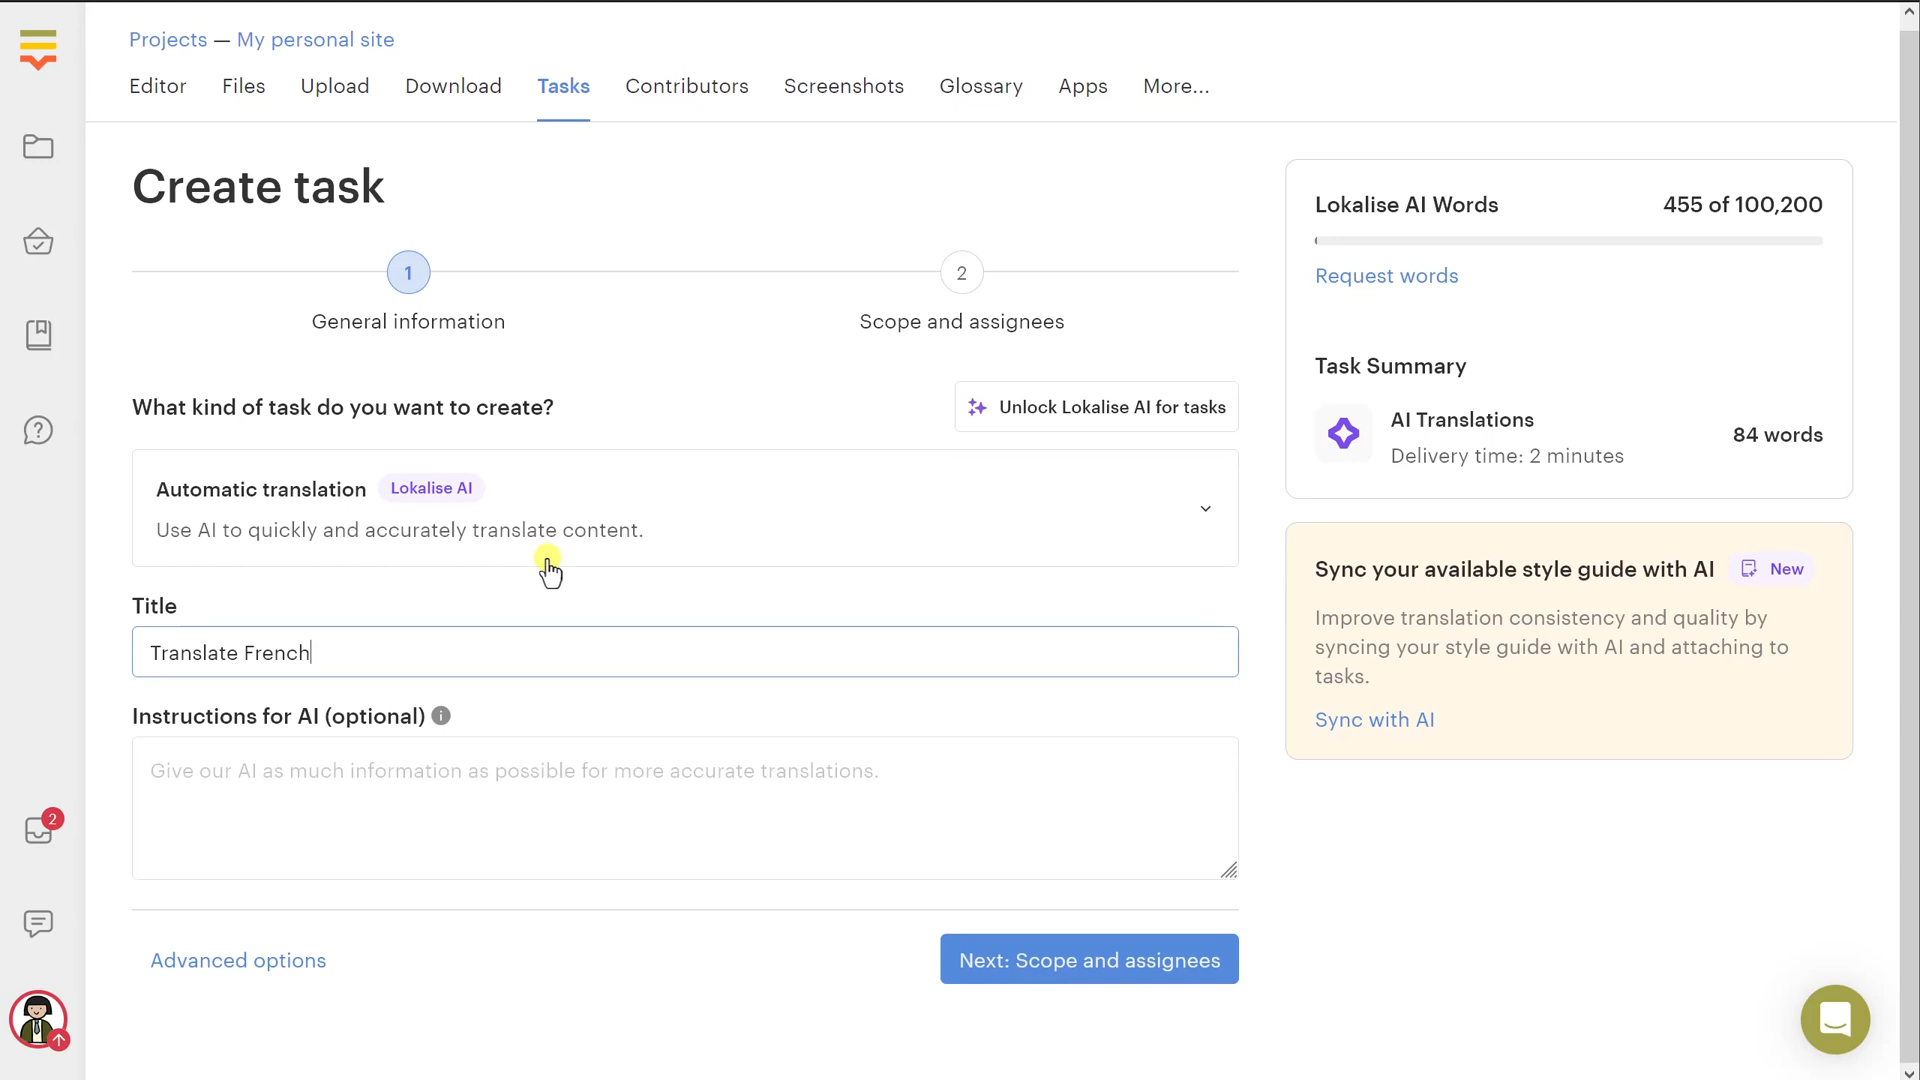 Projects — My personal site
Editor Files Upload Download Tasks Contributors Screenshots Glossary Apps More...
Create task
1 2
General information Scope and assignees
What kind of task do you want to create?
Unlock Lokalise AI for tasks
Automatic translation Lokalise AI
Use AI to quickly and accurately translate content.
Title
Translate French
Instructions for AI (optional)
Give our AI as much information as possible for more accurate translations.
Advanced options
Next: Scope and assignees
Lokalise AI Words 455 of 100,200
Request words
Task Summary
AI Translations
Delivery time: 2 minutes
84 words
Sync your available style guide with AI New
Improve translation consistency and quality by
syncing your style guide with AI and attaching to
tasks.
Sync with AI
2